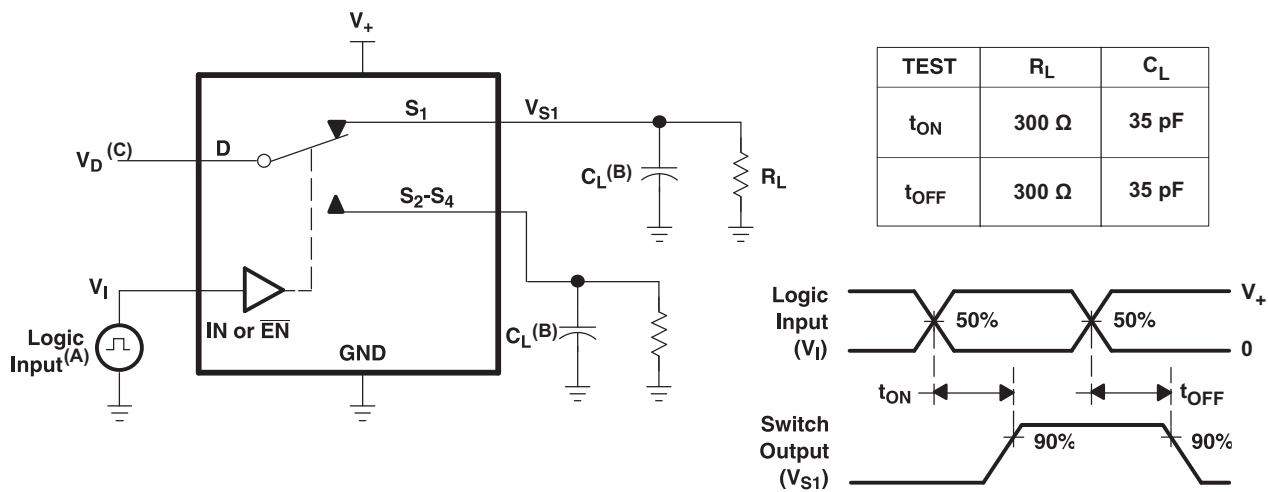 V+
S1
VS1
VD (C)
D
CL(B)
RL
S2-S4
VI
IN or EN
CL(B)
Logic
Input(A)
GND
TEST RL CL
tON 300 Ω 35 pF
tOFF 300 Ω 35 pF
Logic
Input
(VI)
50%
50%
V+
0
tON
tOFF
Switch
Output
(VS1)
90%
90%